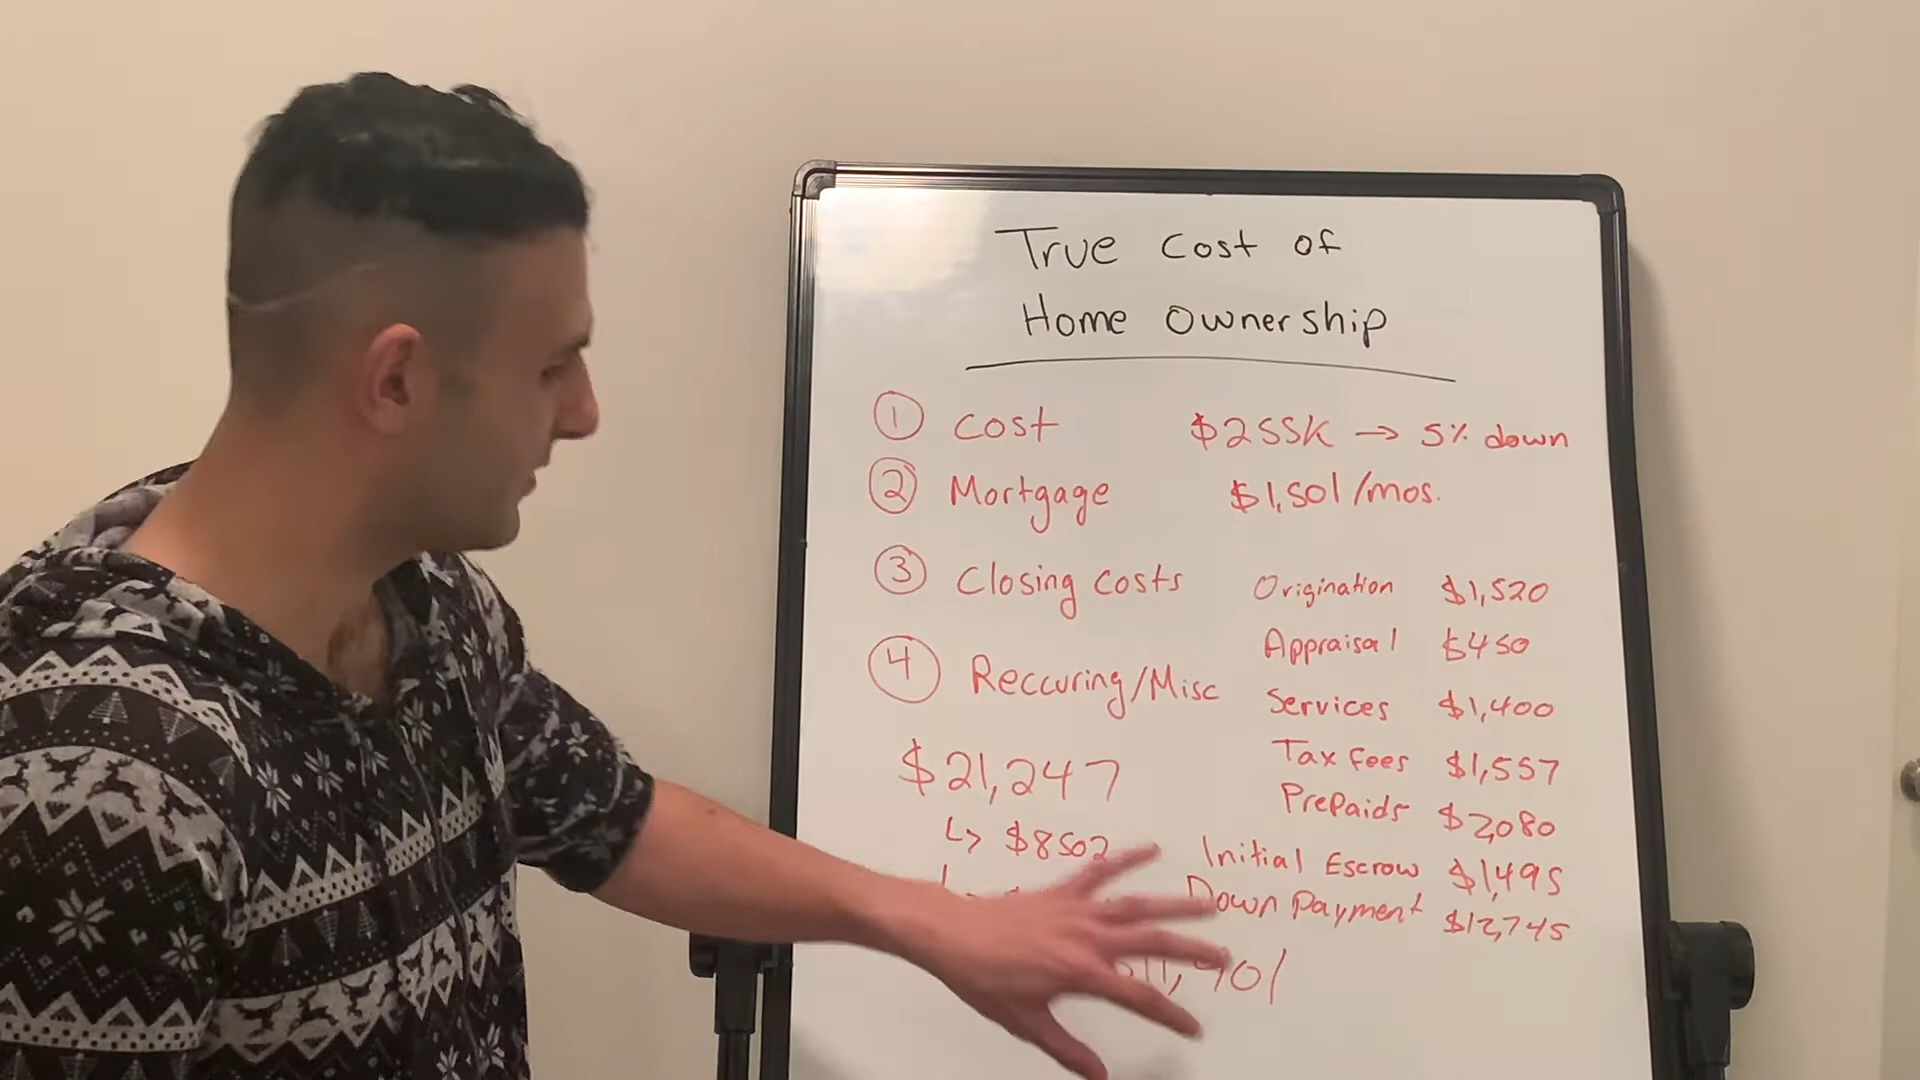 True Cost of
Home Ownership
① Cost $255K → 5% down
② Mortgage $1,501/mos.
③ Closing Costs
Origination $1,520
Appraisal $450
④ Reccuring/Misc
Services $1,400
Tax Fees $1,557
Prepaids $2,080
Initial Escrow $1,495
Down Payment $12,745
$21,247
↳ $8502